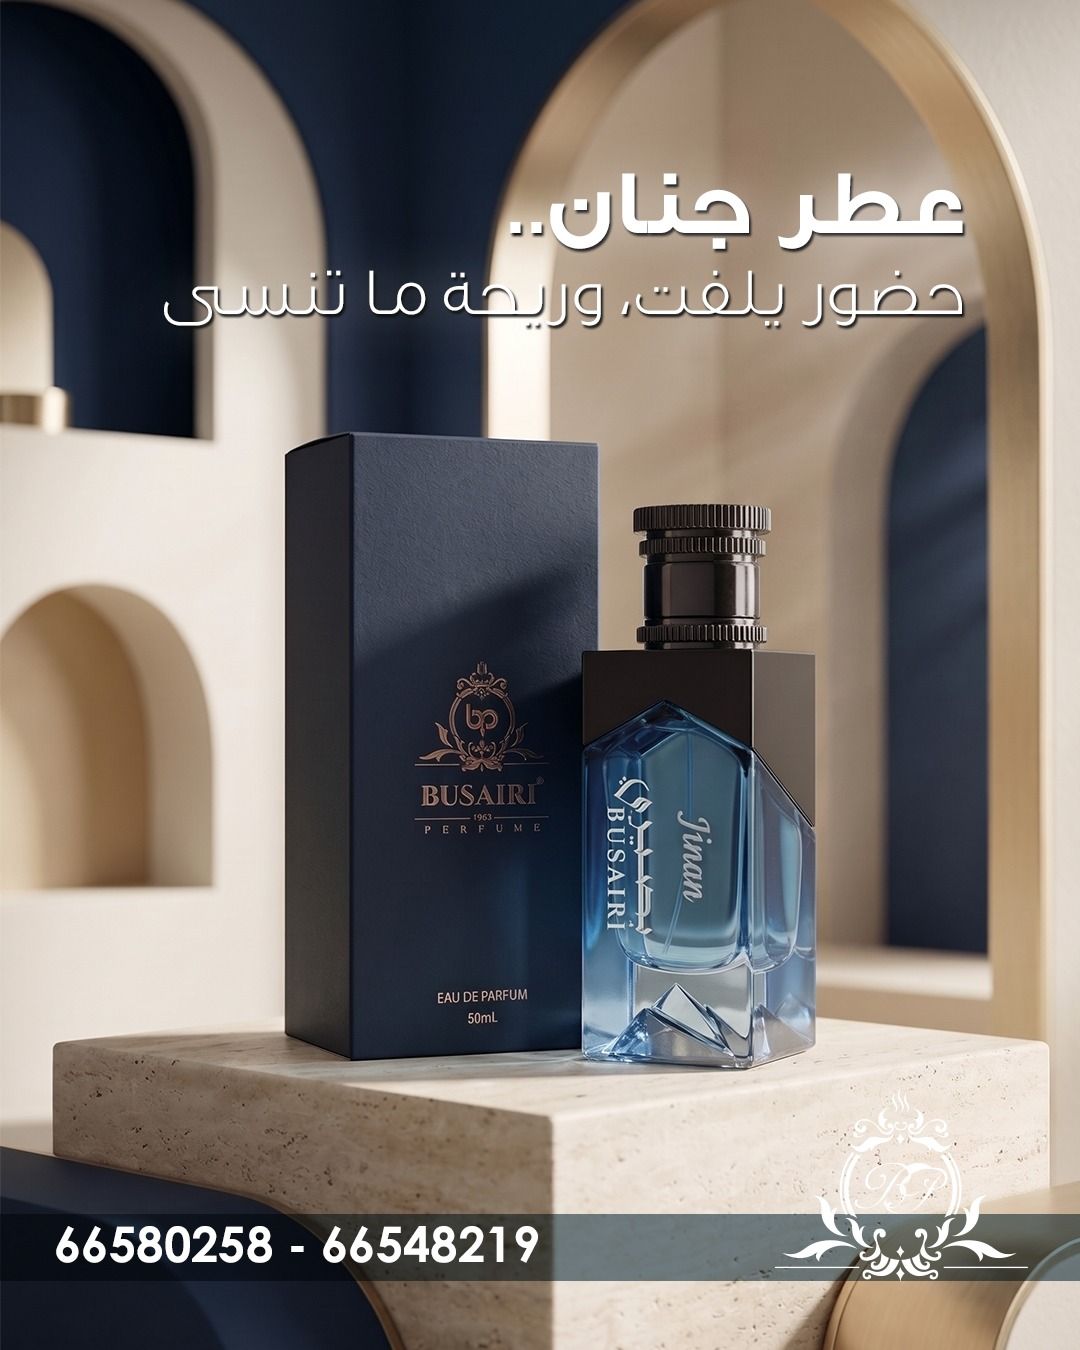 عطر جنان..
حضور يلفت، وريحة ما تنسى
bp
BUSAIRI®
1963
PERFUME
EAU DE PARFUM
50mL
Jinan
بصيري
BUSAIRI
66580258 - 66548219